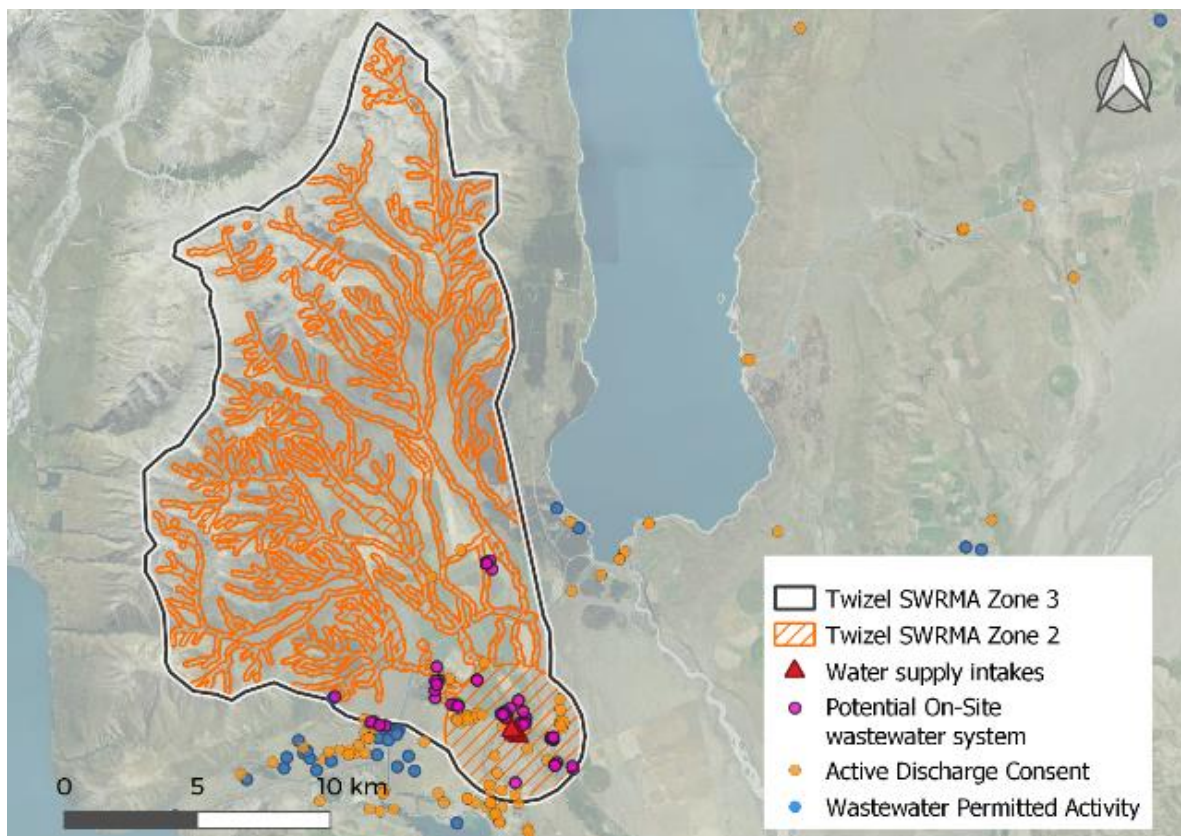 Twizel SWRMA Zone 3
Twizel SWRMA Zone 2
Water supply intakes
Potential On-Site
wastewater system
Active Discharge Consent
Wastewater Permitted Activity
0 5 10 km